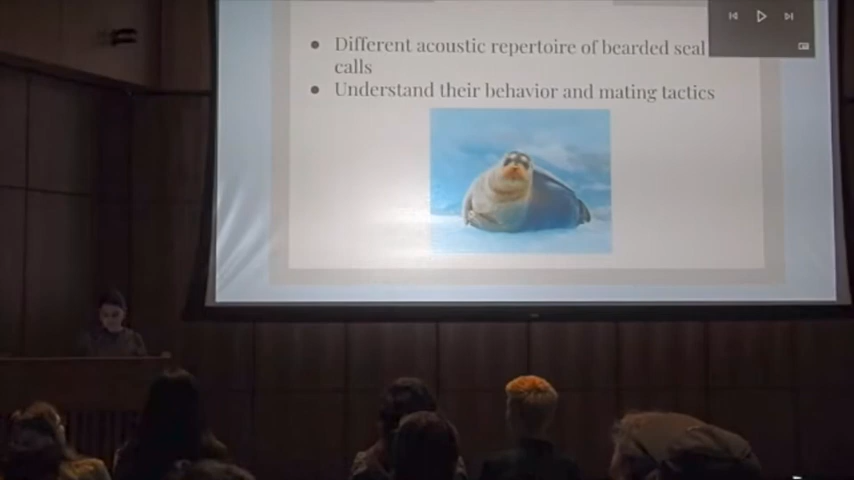 ● Different acoustic repertoire of bearded seal
calls
● Understand their behavior and mating tactics